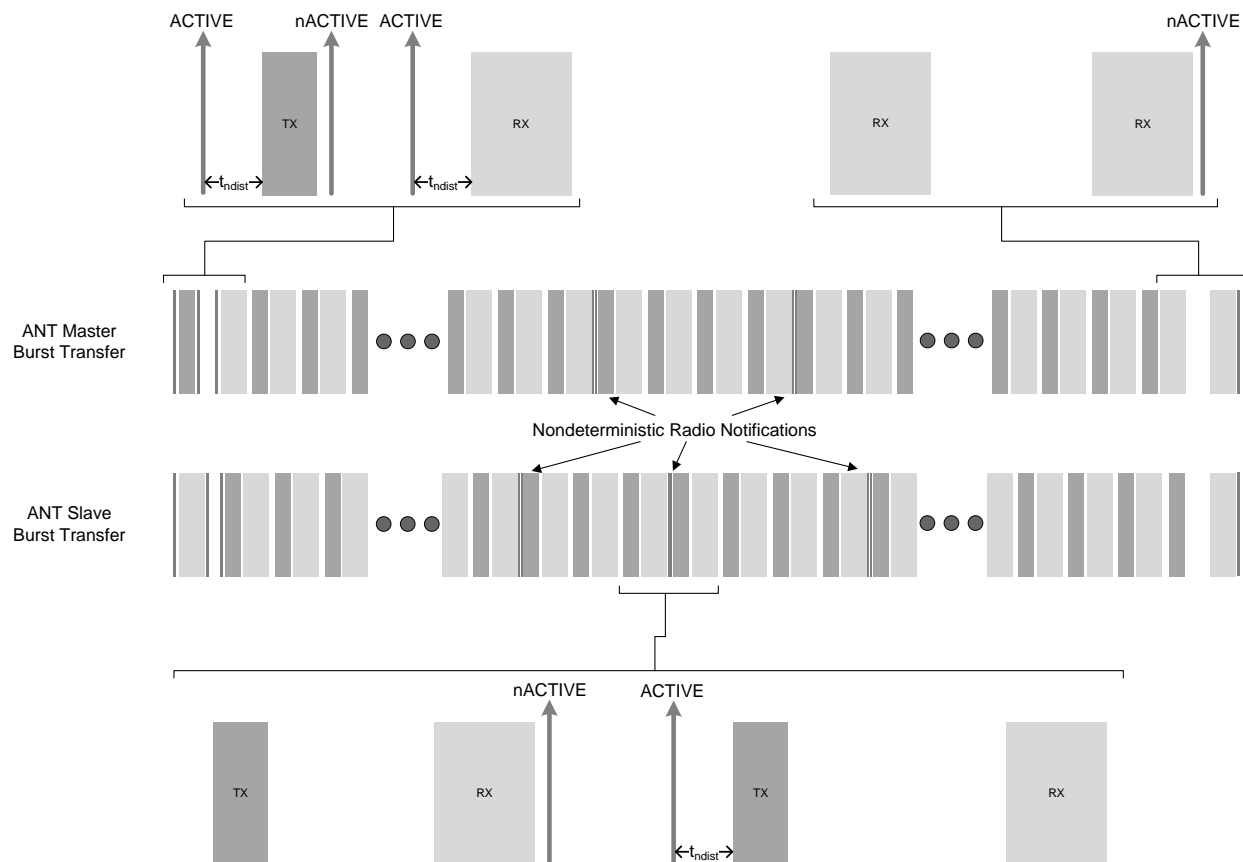 ACTIVE nACTIVE ACTIVE nACTIVE
TX RX RX RX
tndist tndist
ANT Master
Burst Transfer
Nondeterministic Radio Notifications
ANT Slave
Burst Transfer
nACTIVE ACTIVE
TX RX TX RX
tndist